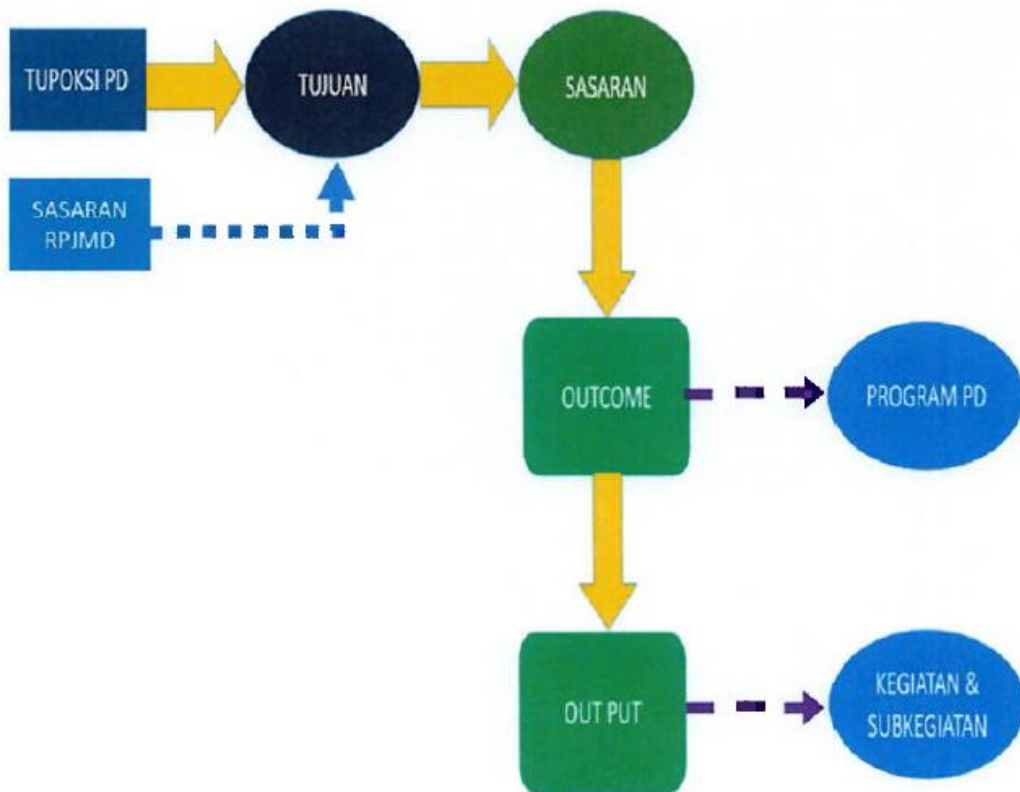 TUPOKSI PD
TUJUAN
SASARAN
SASARAN
RPJMD
OUTCOME
PROGRAM PD
OUT PUT
KEGIATAN &
SUBKEGIATAN